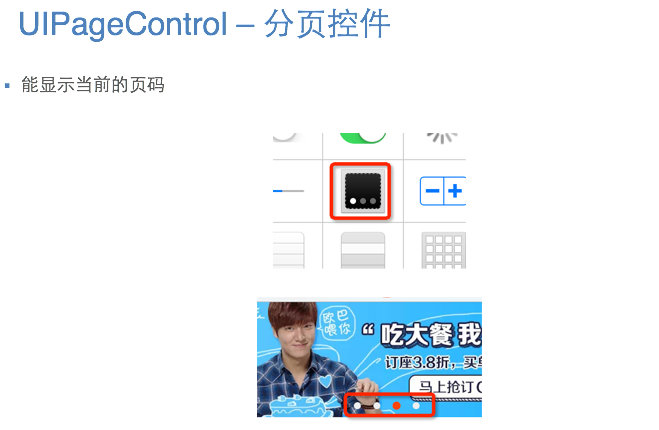 UIPageControl – 分页控件
能显示当前的页码
欧巴
喂你
“ 吃大餐 我
订座3.8折，买单
马上抢订